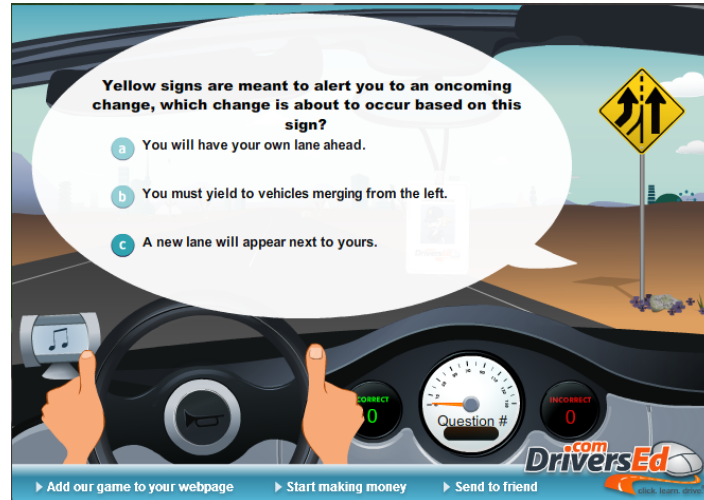 Yellow signs are meant to alert you to an oncoming
change, which change is about to occur based on this
sign?
a You will have your own lane ahead.
b You must yield to vehicles merging from the left.
c A new lane will appear next to yours.
CORRECT
0
Question #
INCORRECT
0
.com
DriversEd
click. learn. drive.
Add our game to your webpage
Start making money
Send to friend